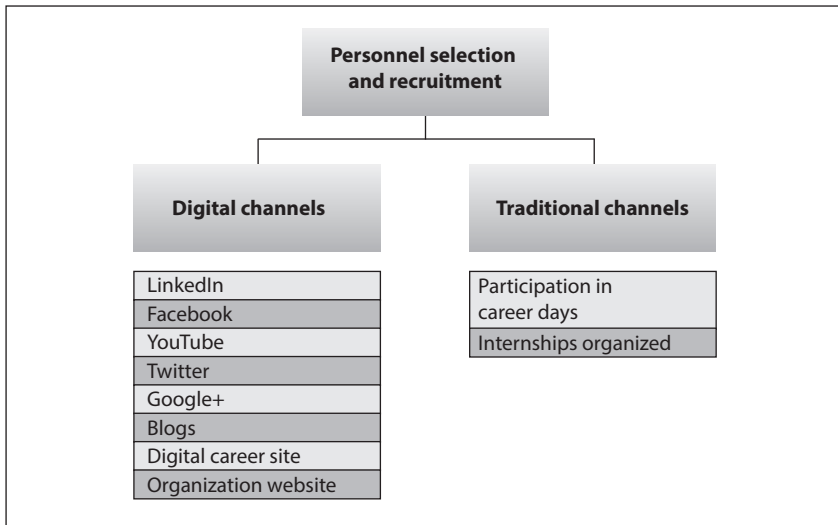 Personnel selection
and recruitment
Digital channels
LinkedIn
Facebook
YouTube
Twitter
Google+
Blogs
Digital career site
Organization website
Traditional channels
Participation in
career days
Internships organized